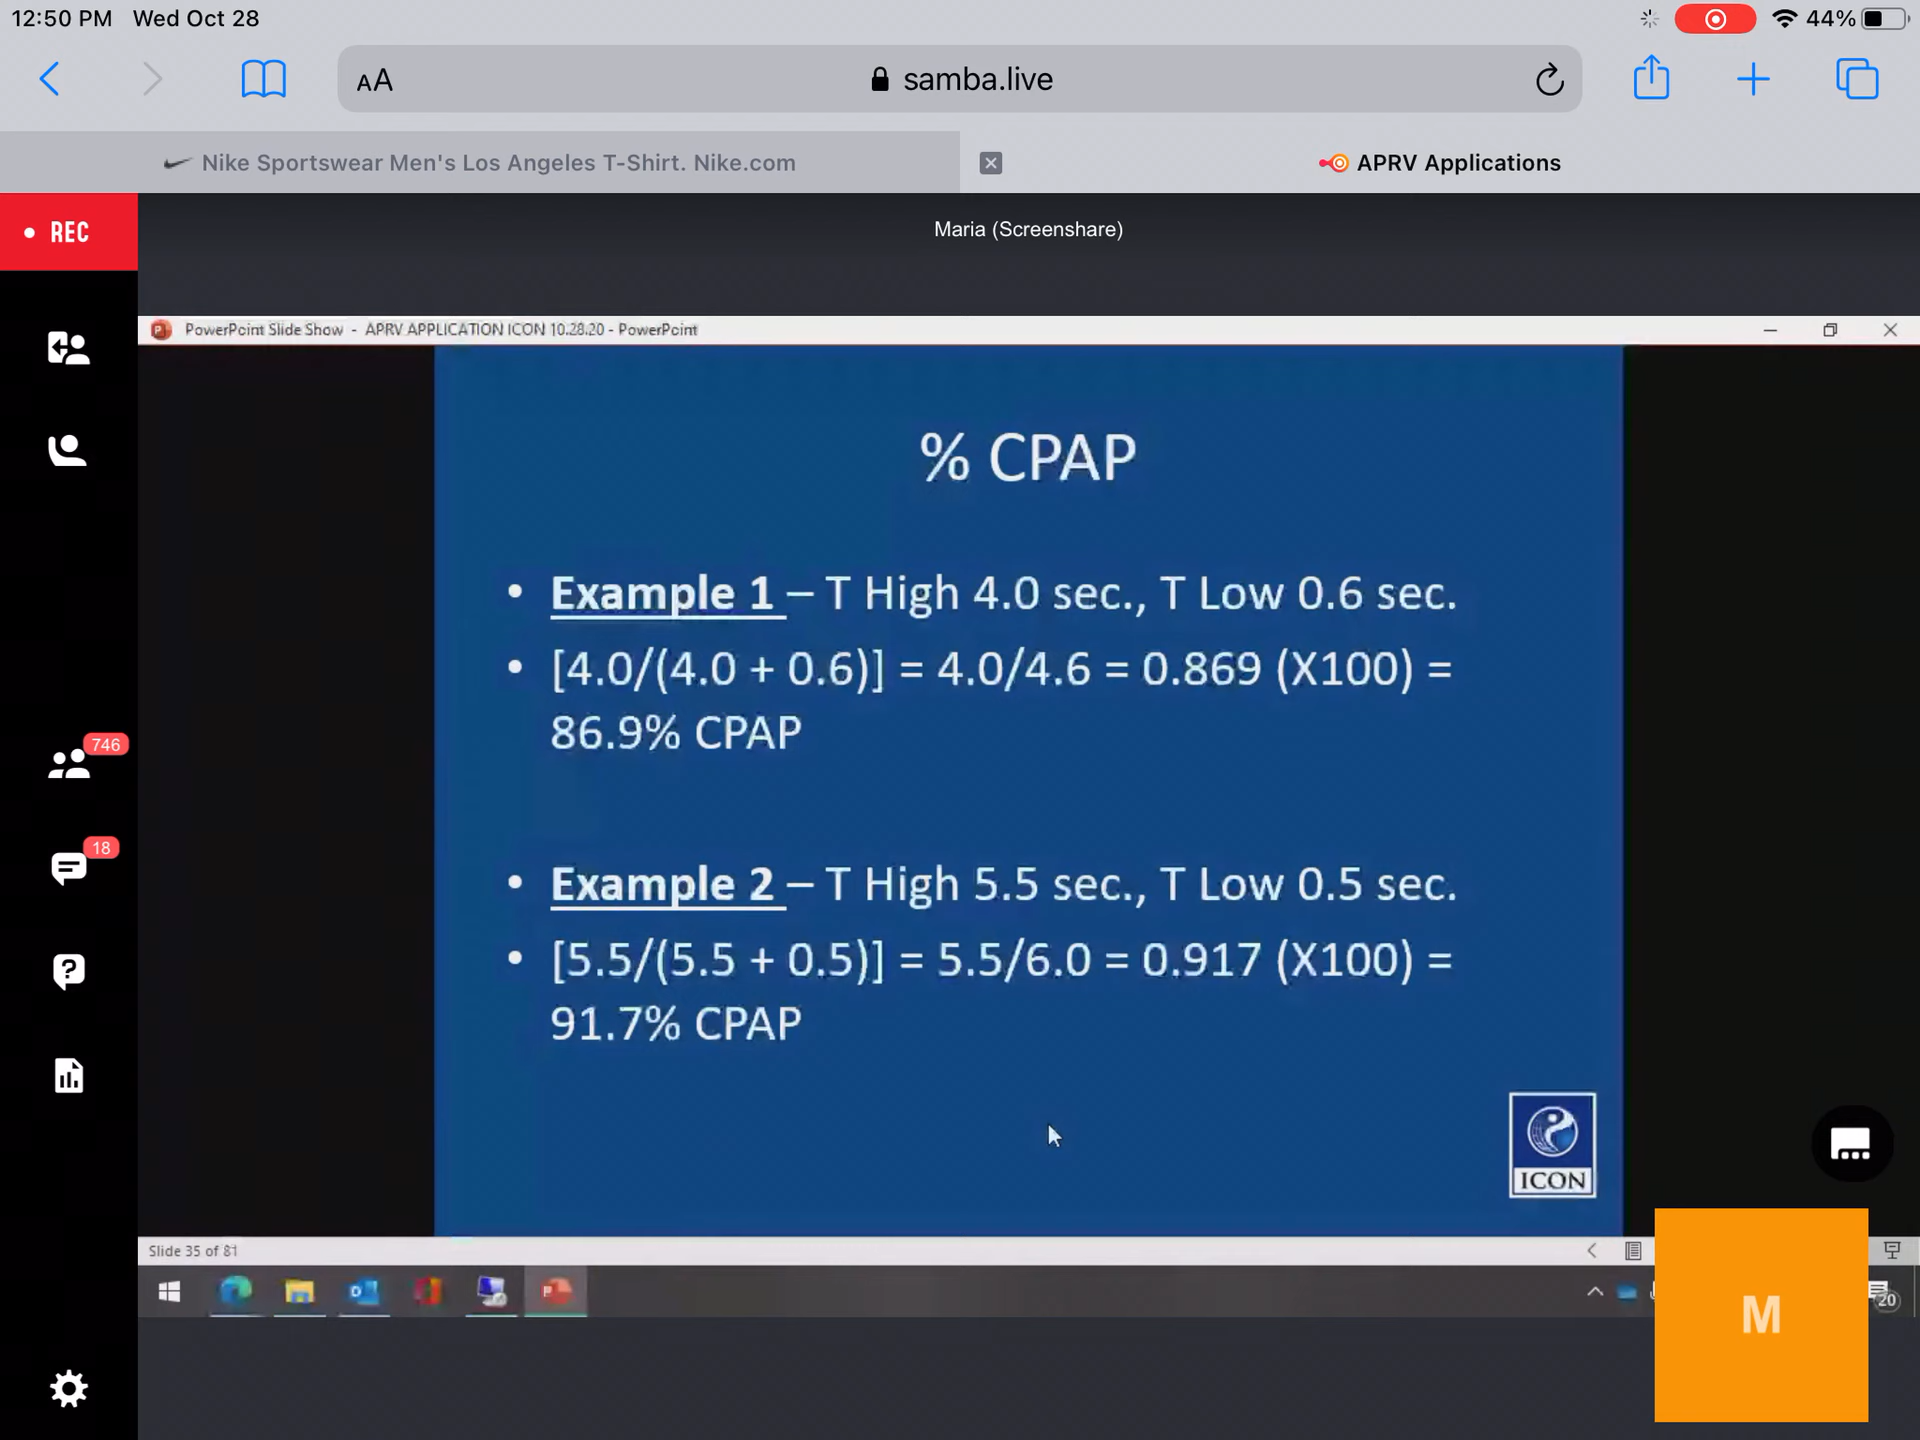 12:50 PM Wed Oct 28
44%
AA
samba.live
Nike Sportswear Men's Los Angeles T-Shirt. Nike.com
APRV Applications
REC
Maria (Screenshare)
PowerPoint Slide Show - APRV APPLICATION ICON 10.28.20 - PowerPoint
% CPAP
• Example 1 – T High 4.0 sec., T Low 0.6 sec.
• [4.0/(4.0 + 0.6)] = 4.0/4.6 = 0.869 (X100) =
86.9% CPAP
746
18
• Example 2 – T High 5.5 sec., T Low 0.5 sec.
• [5.5/(5.5 + 0.5)] = 5.5/6.0 = 0.917 (X100) =
91.7% CPAP
ICON
Slide 35 of 81
20
M